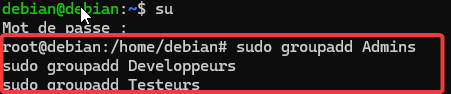 debian@debian:~$ su
Mot de passe :
root@debian:/home/debian# sudo groupadd Admins
sudo groupadd Developpeurs
sudo groupadd Testeurs